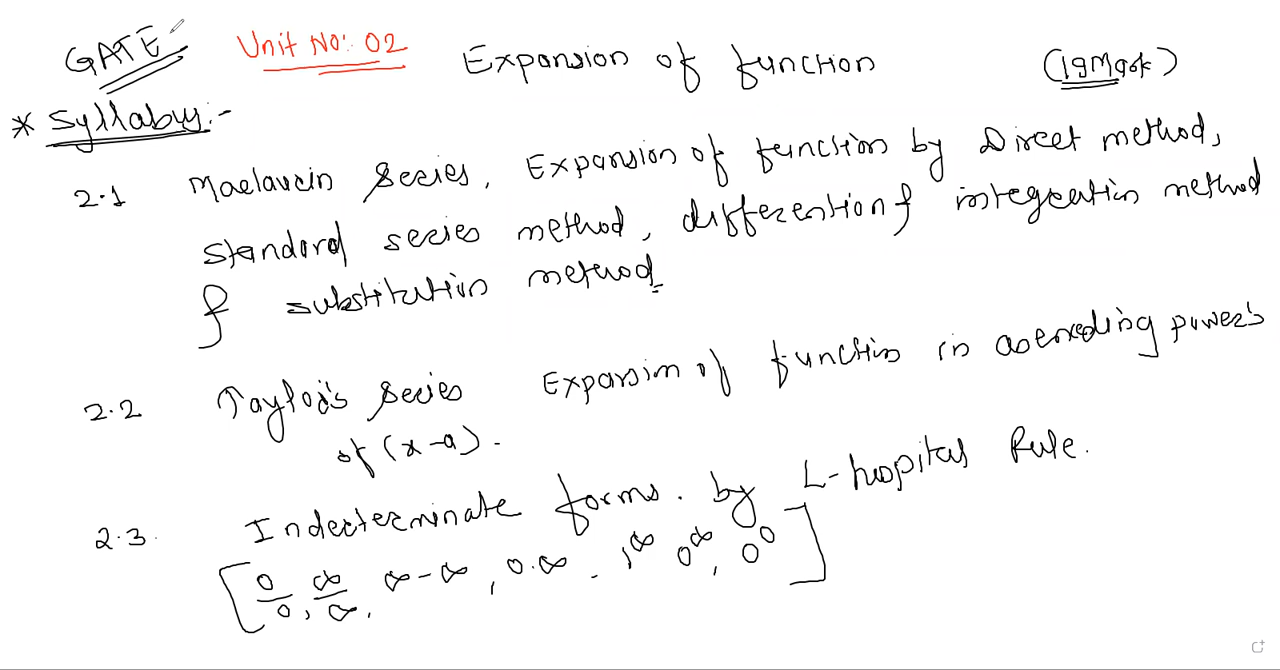 GATE Unit No: 02 Expansion of function (19Mark)
* Syllabus:-
2.1 Maclaurin Series, Expansion of function by Direct method,
standard series method, differention & integration method
& substitution method.
2.2 Taylor's Series Expansion of function in ascending power's
of (x-a).
2.3. Indeterminate forms. by L-hospital Rule.
[0/0, ∞/∞, ∞-∞, 0.∞, 1^∞ 0^∞, 0^0]